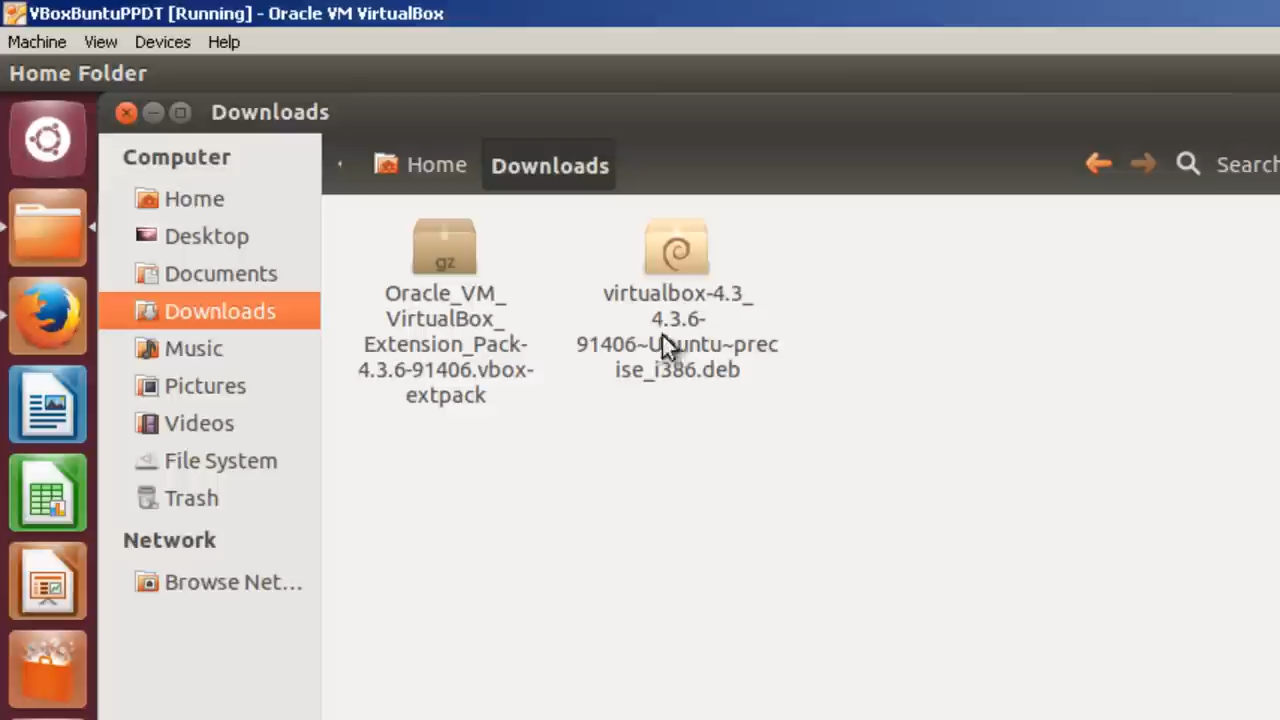 VBoxBuntuPPDT [Running] - Oracle VM VirtualBox
Machine View Devices Help
Home Folder
Downloads
Computer
Home
Desktop
Documents
Downloads
Music
Pictures
Videos
File System
Trash
Network
Browse Net...
Home Downloads
Search
gz
Oracle_VM_
VirtualBox_
Extension_Pack-
4.3.6-91406.vbox-
extpack
virtualbox-4.3_
4.3.6-
91406~Ubuntu~prec
ise_i386.deb